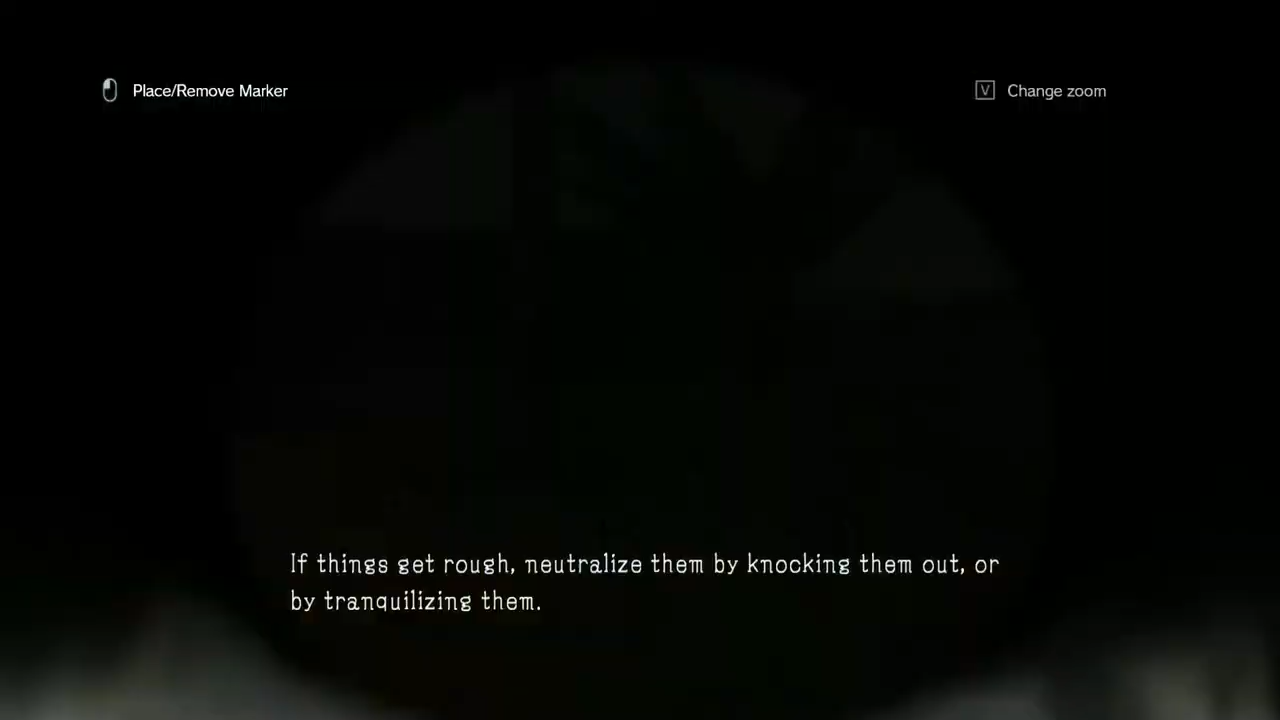 Place/Remove Marker
V Change zoom
If things get rough, neutralize them by knocking them out, or
by tranquilizing them.